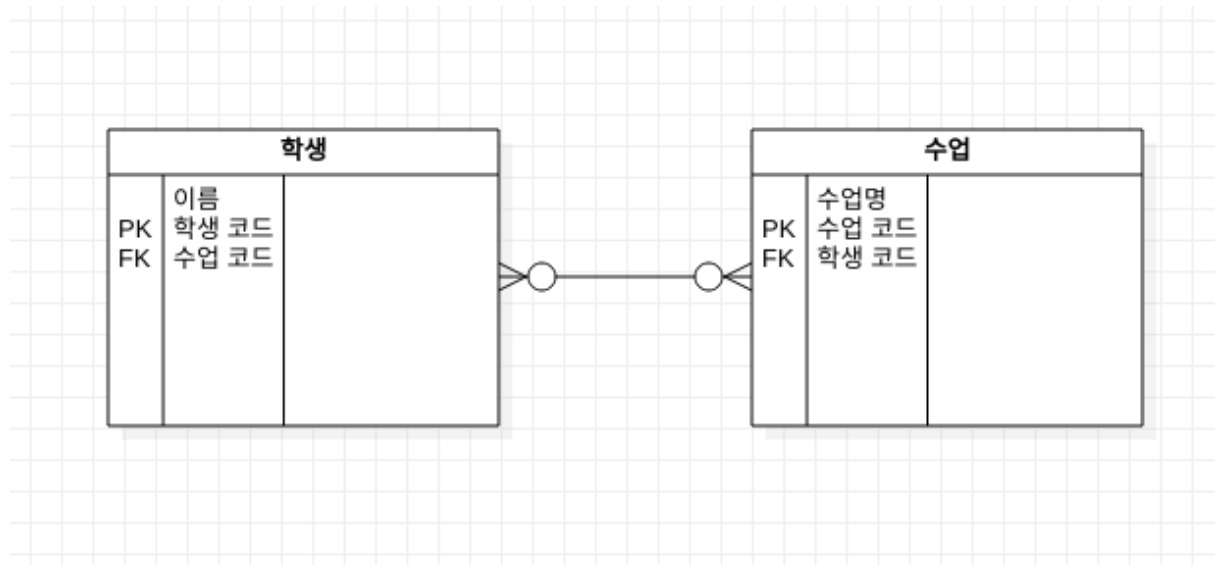 학생
이름
PK 학생 코드
FK 수업 코드
수업
수업명
PK 수업 코드
FK 학생 코드